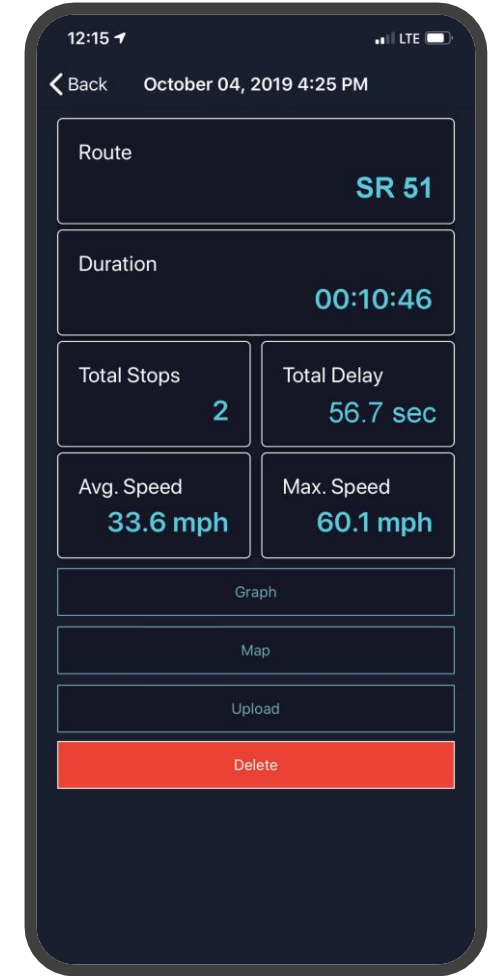 12:15 LTE
Back October 04, 2019 4:25 PM
Route
SR 51
Duration
00:10:46
Total Stops
2
Total Delay
56.7 sec
Avg. Speed
33.6 mph
Max. Speed
60.1 mph
Graph
Map
Upload
Delete